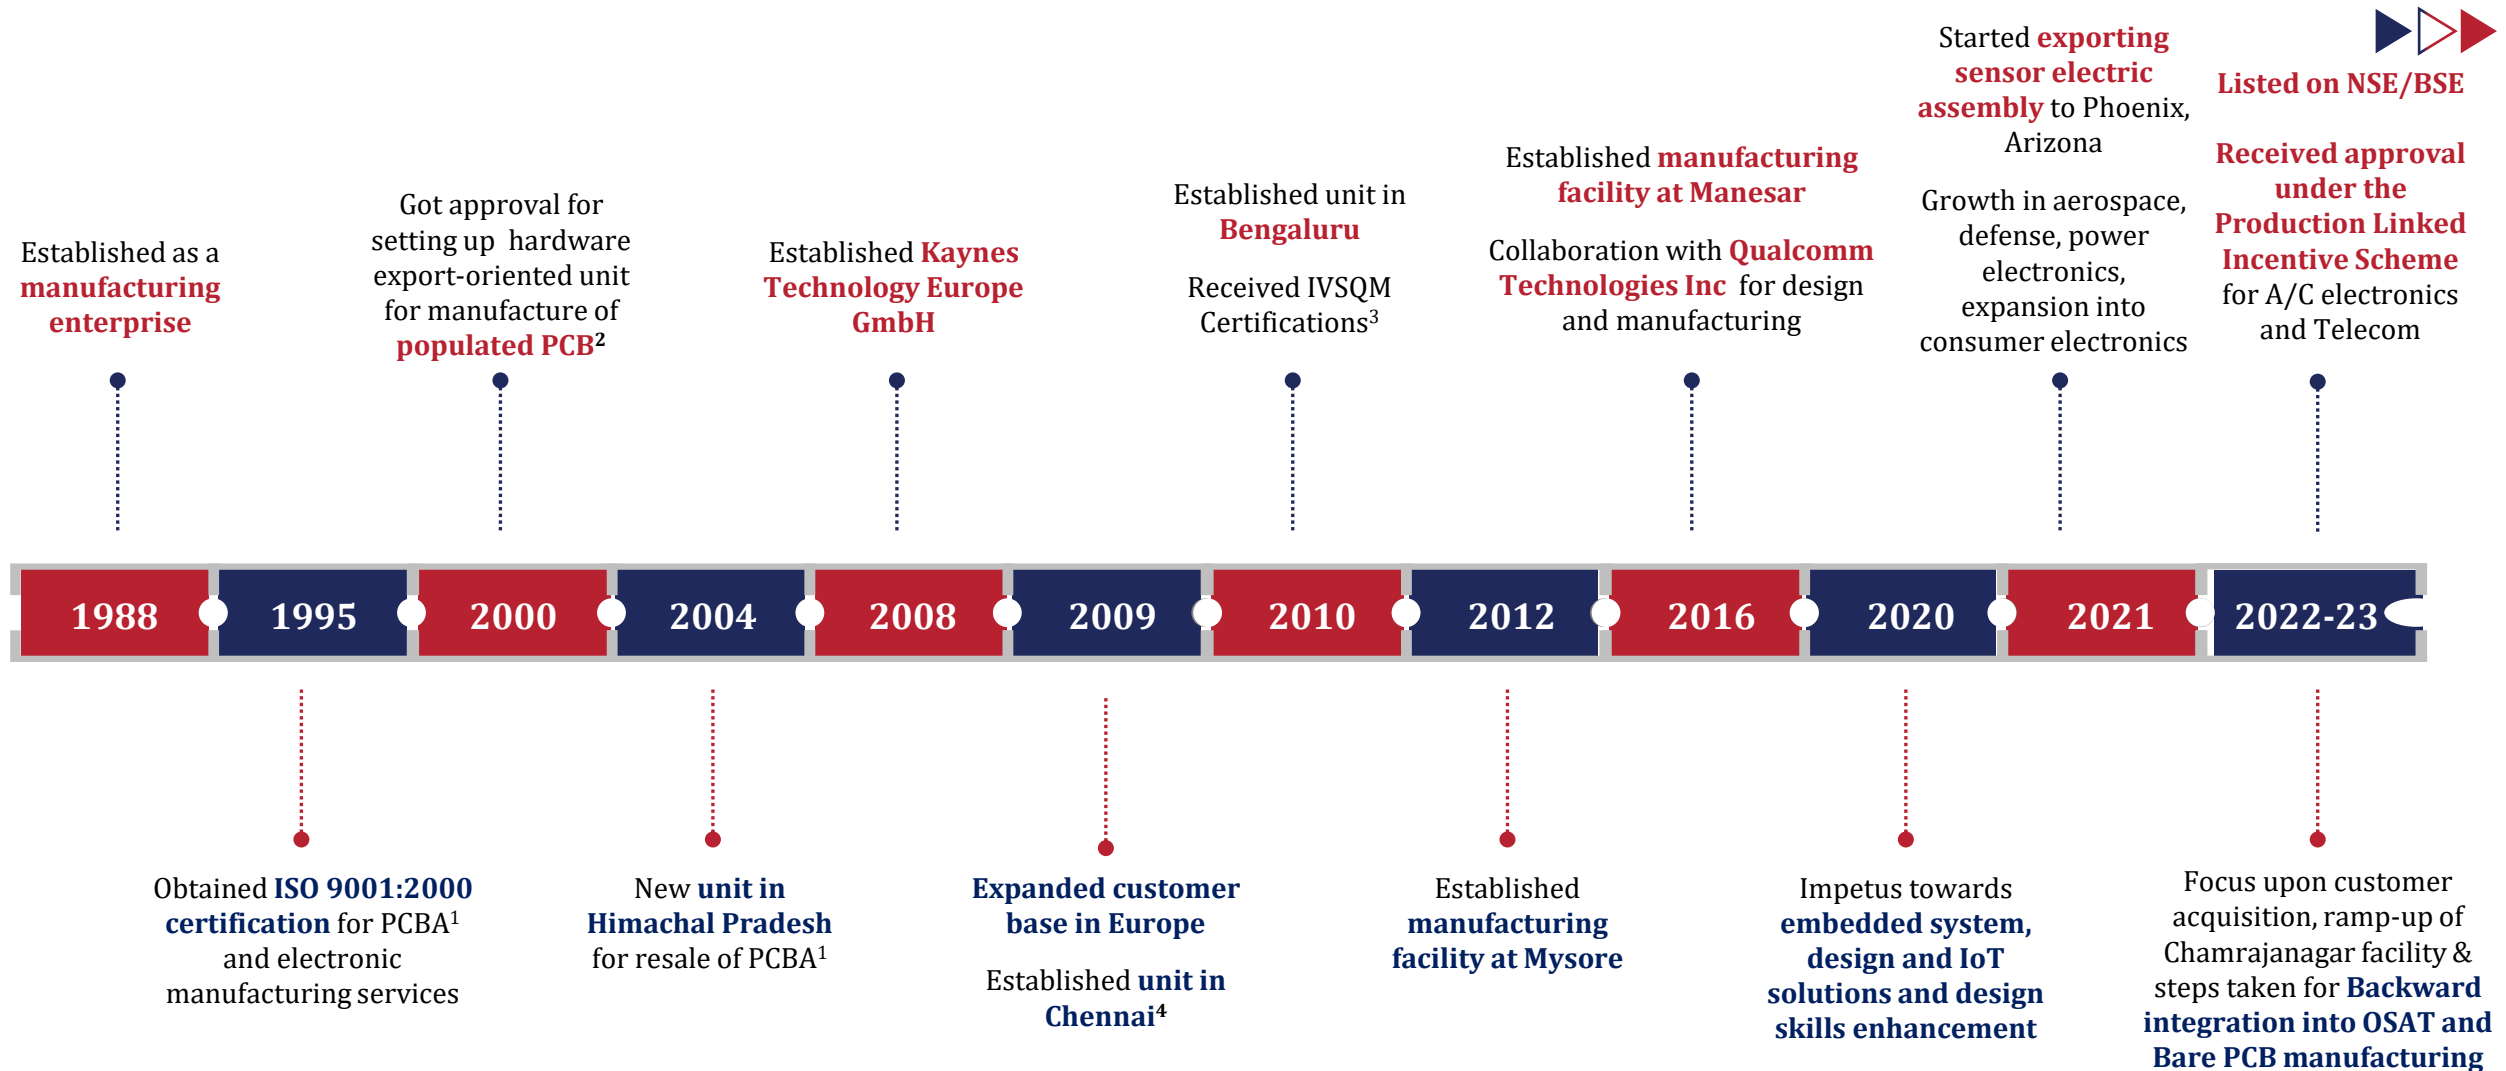 Established as a
manufacturing
enterprise
Got approval for
setting up hardware
export-oriented unit
for manufacture of
populated PCB²
Established Kaynes
Technology Europe
GmbH
Established unit in
Bengaluru
Received IVSQM
Certifications³
Established manufacturing
facility at Manesar
Collaboration with Qualcomm
Technologies Inc for design
and manufacturing
Started exporting
sensor electric
assembly to Phoenix,
Arizona
Growth in aerospace,
defense, power
electronics,
expansion into
consumer electronics
Listed on NSE/BSE
Received approval
under the
Production Linked
Incentive Scheme
for A/C electronics
and Telecom
1988
1995
2000
2004
2008
2009
2010
2012
2016
2020
2021
2022-23
Obtained ISO 9001:2000
certification for PCBA¹
and electronic
manufacturing services
New unit in
Himachal Pradesh
for resale of PCBA¹
Expanded customer
base in Europe
Established unit in
Chennai⁴
Established
manufacturing
facility at Mysore
Impetus towards
embedded system,
design and IoT
solutions and design
skills enhancement
Focus upon customer
acquisition, ramp-up of
Chamrajanagar facility &
steps taken for Backward
integration into OSAT and
Bare PCB manufacturing